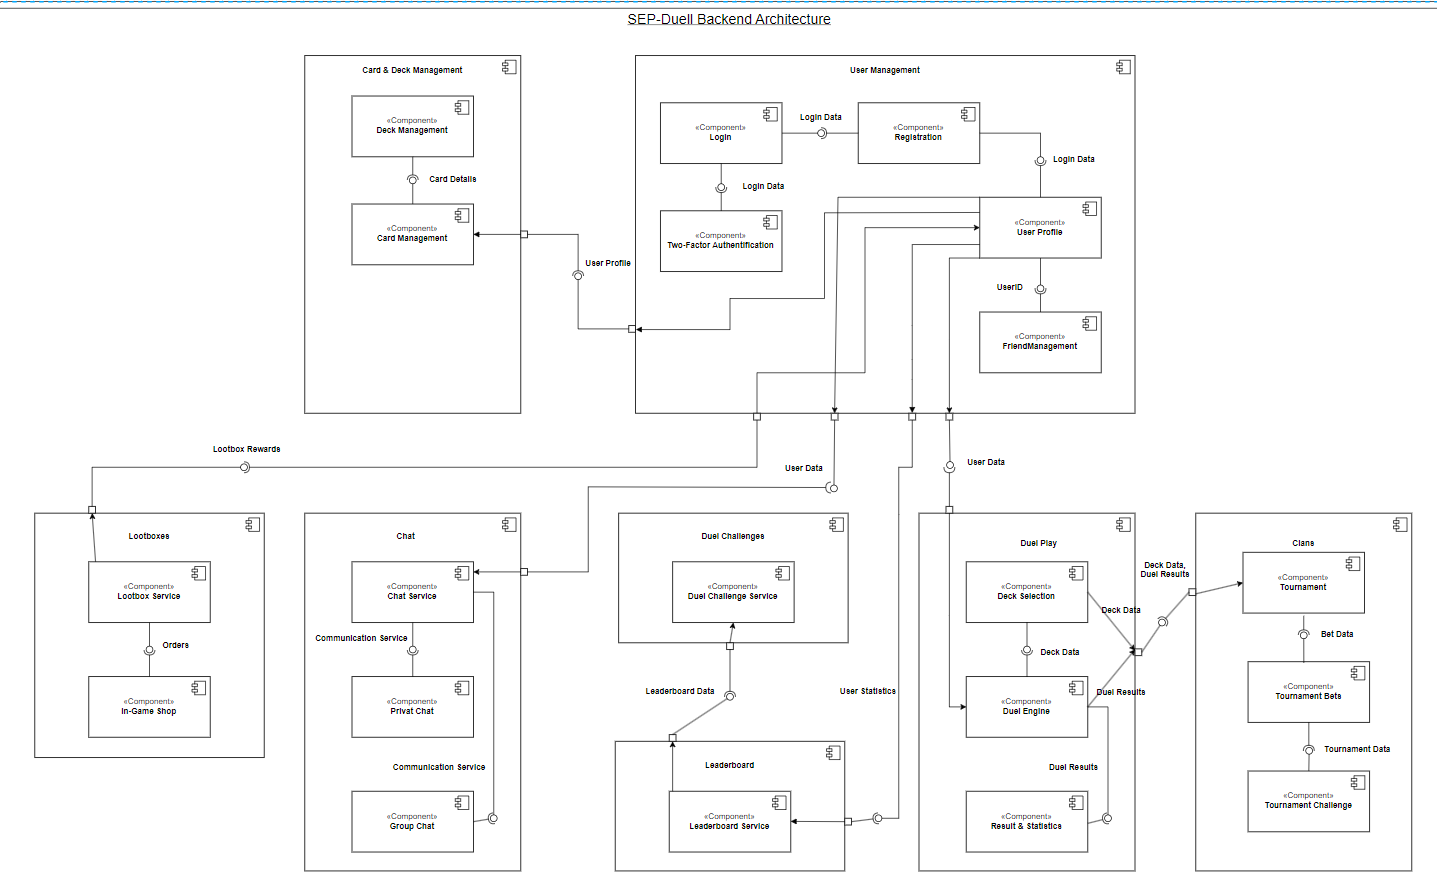 SEP-Duell Backend Architecture
Card & Deck Management
«Component»
Deck Management
Card Details
«Component»
Card Management
User Profile
User Management
«Component»
Login
Login Data
«Component»
Registration
Login Data
Login Data
«Component»
Two-Factor Authentification
«Component»
User Profile
UserID
«Component»
FriendManagement
Lootbox Rewards
User Data
User Data
Lootboxes
«Component»
Lootbox Service
Orders
«Component»
In-Game Shop
Chat
«Component»
Chat Service
Communication Service
«Component»
Privat Chat
Communication Service
«Component»
Group Chat
Duel Challenges
«Component»
Duel Challenge Service
Leaderboard Data
User Statistics
Leaderboard
«Component»
Leaderboard Service
Duel Play
«Component»
Deck Selection
Deck Data
Deck Data
«Component»
Duel Engine
Duel Results
Duel Results
«Component»
Result & Statistics
Deck Data,
Duel Results
Clans
«Component»
Tournament
Bet Data
«Component»
Tournament Bets
Tournament Data
«Component»
Tournament Challenge